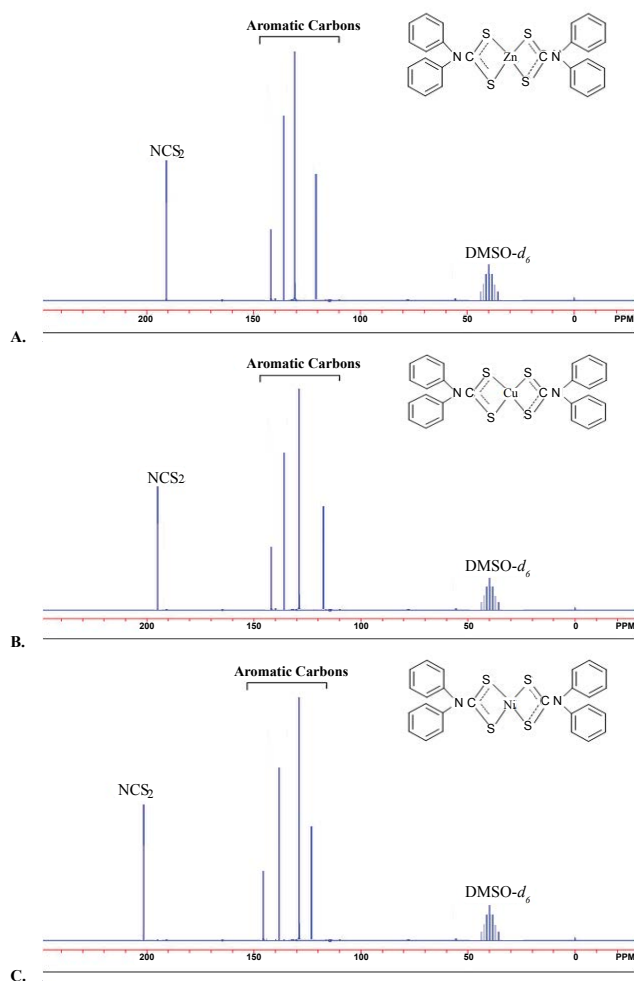 Aromatic Carbons
S S
N C Zn C N
S S
NCS2
DMSO-d6
200 150 100 50 0 PPM
A.
Aromatic Carbons
S S
N C Cu C N
S S
NCS2
DMSO-d6
200 150 100 50 0 PPM
B.
Aromatic Carbons
S S
N C Ni C N
S S
NCS2
DMSO-d6
200 150 100 50 0 PPM
C.